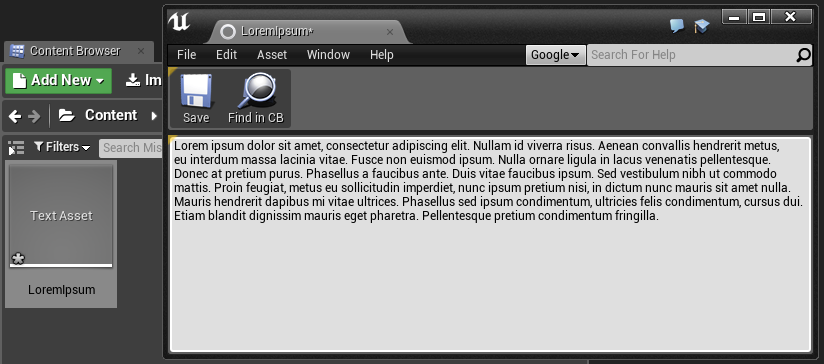 LoremIpsum*
Content Browser
File Edit Asset Window Help
Google
Search For Help
Add New
Im
Save
Find in CB
Content
Filters
Search Mis
Lorem ipsum dolor sit amet, consectetur adipiscing elit. Nullam id viverra risus. Aenean convallis hendrerit metus,
eu interdum massa lacinia vitae. Fusce non euismod ipsum. Nulla ornare ligula in lacus venenatis pellentesque.
Donec at pretium purus. Phasellus a faucibus ante. Duis vitae faucibus ipsum. Sed vestibulum nibh ut commodo
mattis. Proin feugiat, metus eu sollicitudin imperdiet, nunc ipsum pretium nisi, in dictum nunc mauris sit amet nulla.
Mauris hendrerit dapibus mi vitae ultrices. Phasellus sed ipsum condimentum, ultricies felis condimentum, cursus dui.
Etiam blandit dignissim mauris eget pharetra. Pellentesque pretium condimentum fringilla.
Text Asset
LoremIpsum